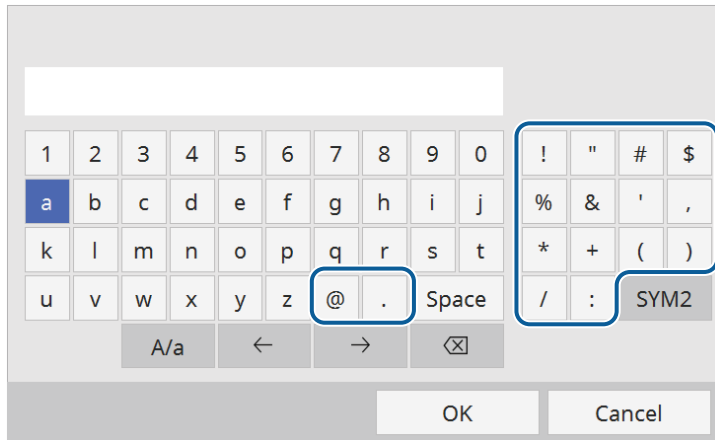 1 2 3 4 5 6 7 8 9 0 ! " # $
a b c d e f g h i j % & ' ,
k l m n o p q r s t * + ( )
u v w x y z @ . Space / : SYM2
A/a ← →
OK Cancel